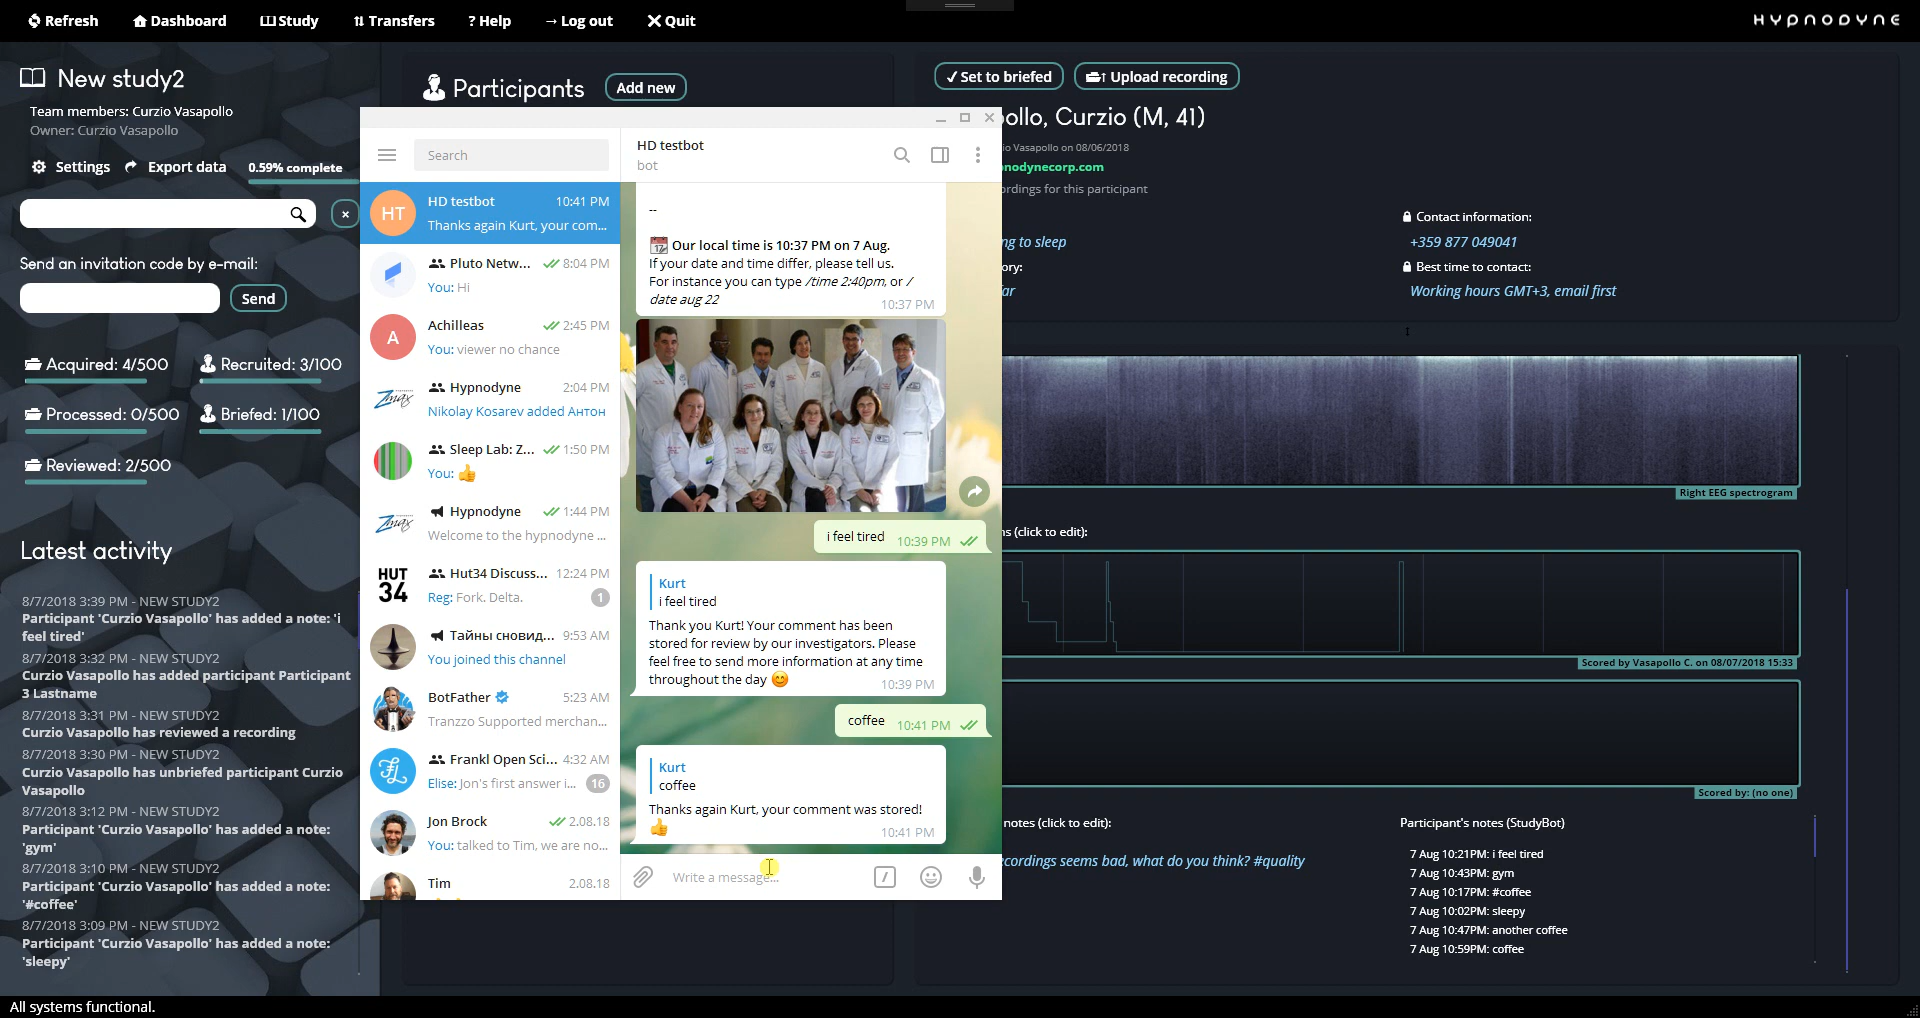 Refresh
Dashboard
Study
Transfers
? Help
→ Log out
Quit
HYPNODYNE
New study2
Team members: Curzio Vasapollo
Owner: Curzio Vasapollo
Settings
Export data
0.59% complete
Send an invitation code by e-mail:
Send
Acquired: 4/500
Recruited: 3/100
Processed: 0/500
Briefed: 1/100
Reviewed: 2/500
Latest activity
8/7/2018 3:39 PM - NEW STUDY2
Participant 'Curzio Vasapollo' has added a note: 'i
feel tired'
8/7/2018 3:32 PM - NEW STUDY2
Curzio Vasapollo has added participant Participant
3 Lastname
8/7/2018 3:31 PM - NEW STUDY2
Curzio Vasapollo has reviewed a recording
8/7/2018 3:30 PM - NEW STUDY2
Curzio Vasapollo has unbriefed participant Curzio
Vasapollo
8/7/2018 3:12 PM - NEW STUDY2
Participant 'Curzio Vasapollo' has added a note:
'gym'
8/7/2018 3:10 PM - NEW STUDY2
Participant 'Curzio Vasapollo' has added a note:
'#coffee'
8/7/2018 3:09 PM - NEW STUDY2
Participant 'Curzio Vasapollo' has added a note:
'sleepy'
All systems functional.
Participants
Add new
Search
HD testbot 10:41 PM
Thanks again Kurt, your com...
Pluto Netw... 8:04 PM
You: Hi
Achilleas 2:45 PM
You: viewer no chance
Hypnodyne 2:04 PM
Nikolay Kosarev added Антон
Sleep Lab: Z... 1:50 PM
You: 👍
Hypnodyne 1:44 PM
Welcome to the hypnodyne ...
Hut34 Discuss... 12:24 PM
Reg: Fork. Delta. 1
Тайны сновид... 9:53 AM
You joined this channel
BotFather 5:23 AM
Tranzzo Supported merchan...
Frankl Open Sci... 4:32 AM
Elise: Jon's first answer i... 16
Jon Brock 2.08.18
You: talked to Tim, we are no...
Tim 2.08.18
HT
A
Zmax
Zmax
HUT
34
HD testbot
bot
--
17 Our local time is 10:37 PM on 7 Aug.
If your date and time differ, please tell us.
For instance you can type /time 2:40pm, or /
date aug 22
10:37 PM
i feel tired 10:39 PM
Kurt
i feel tired
Thank you Kurt! Your comment has been
stored for review by our investigators. Please
feel free to send more information at any time
throughout the day 😊
10:39 PM
coffee 10:41 PM
Kurt
coffee
Thanks again Kurt, your comment was stored!
👍 10:41 PM
Write a message...
✓ Set to briefed
Upload recording
ollo, Curzio (M, 41)
io Vasapollo on 08/06/2018
nodynecorp.com
ordings for this participant
Contact information:
ng to sleep
+359 877 049041
ory:
Best time to contact:
ar
Working hours GMT+3, email first
Right EEG spectrogram
ns (click to edit):
Scored by Vasapollo C. on 08/07/2018 15:33
Scored by: (no one)
notes (click to edit):
ecordings seems bad, what do you think? #quality
Participant's notes (StudyBot)
7 Aug 10:21PM: i feel tired
7 Aug 10:43PM: gym
7 Aug 10:17PM: #coffee
7 Aug 10:02PM: sleepy
7 Aug 10:47PM: another coffee
7 Aug 10:59PM: coffee